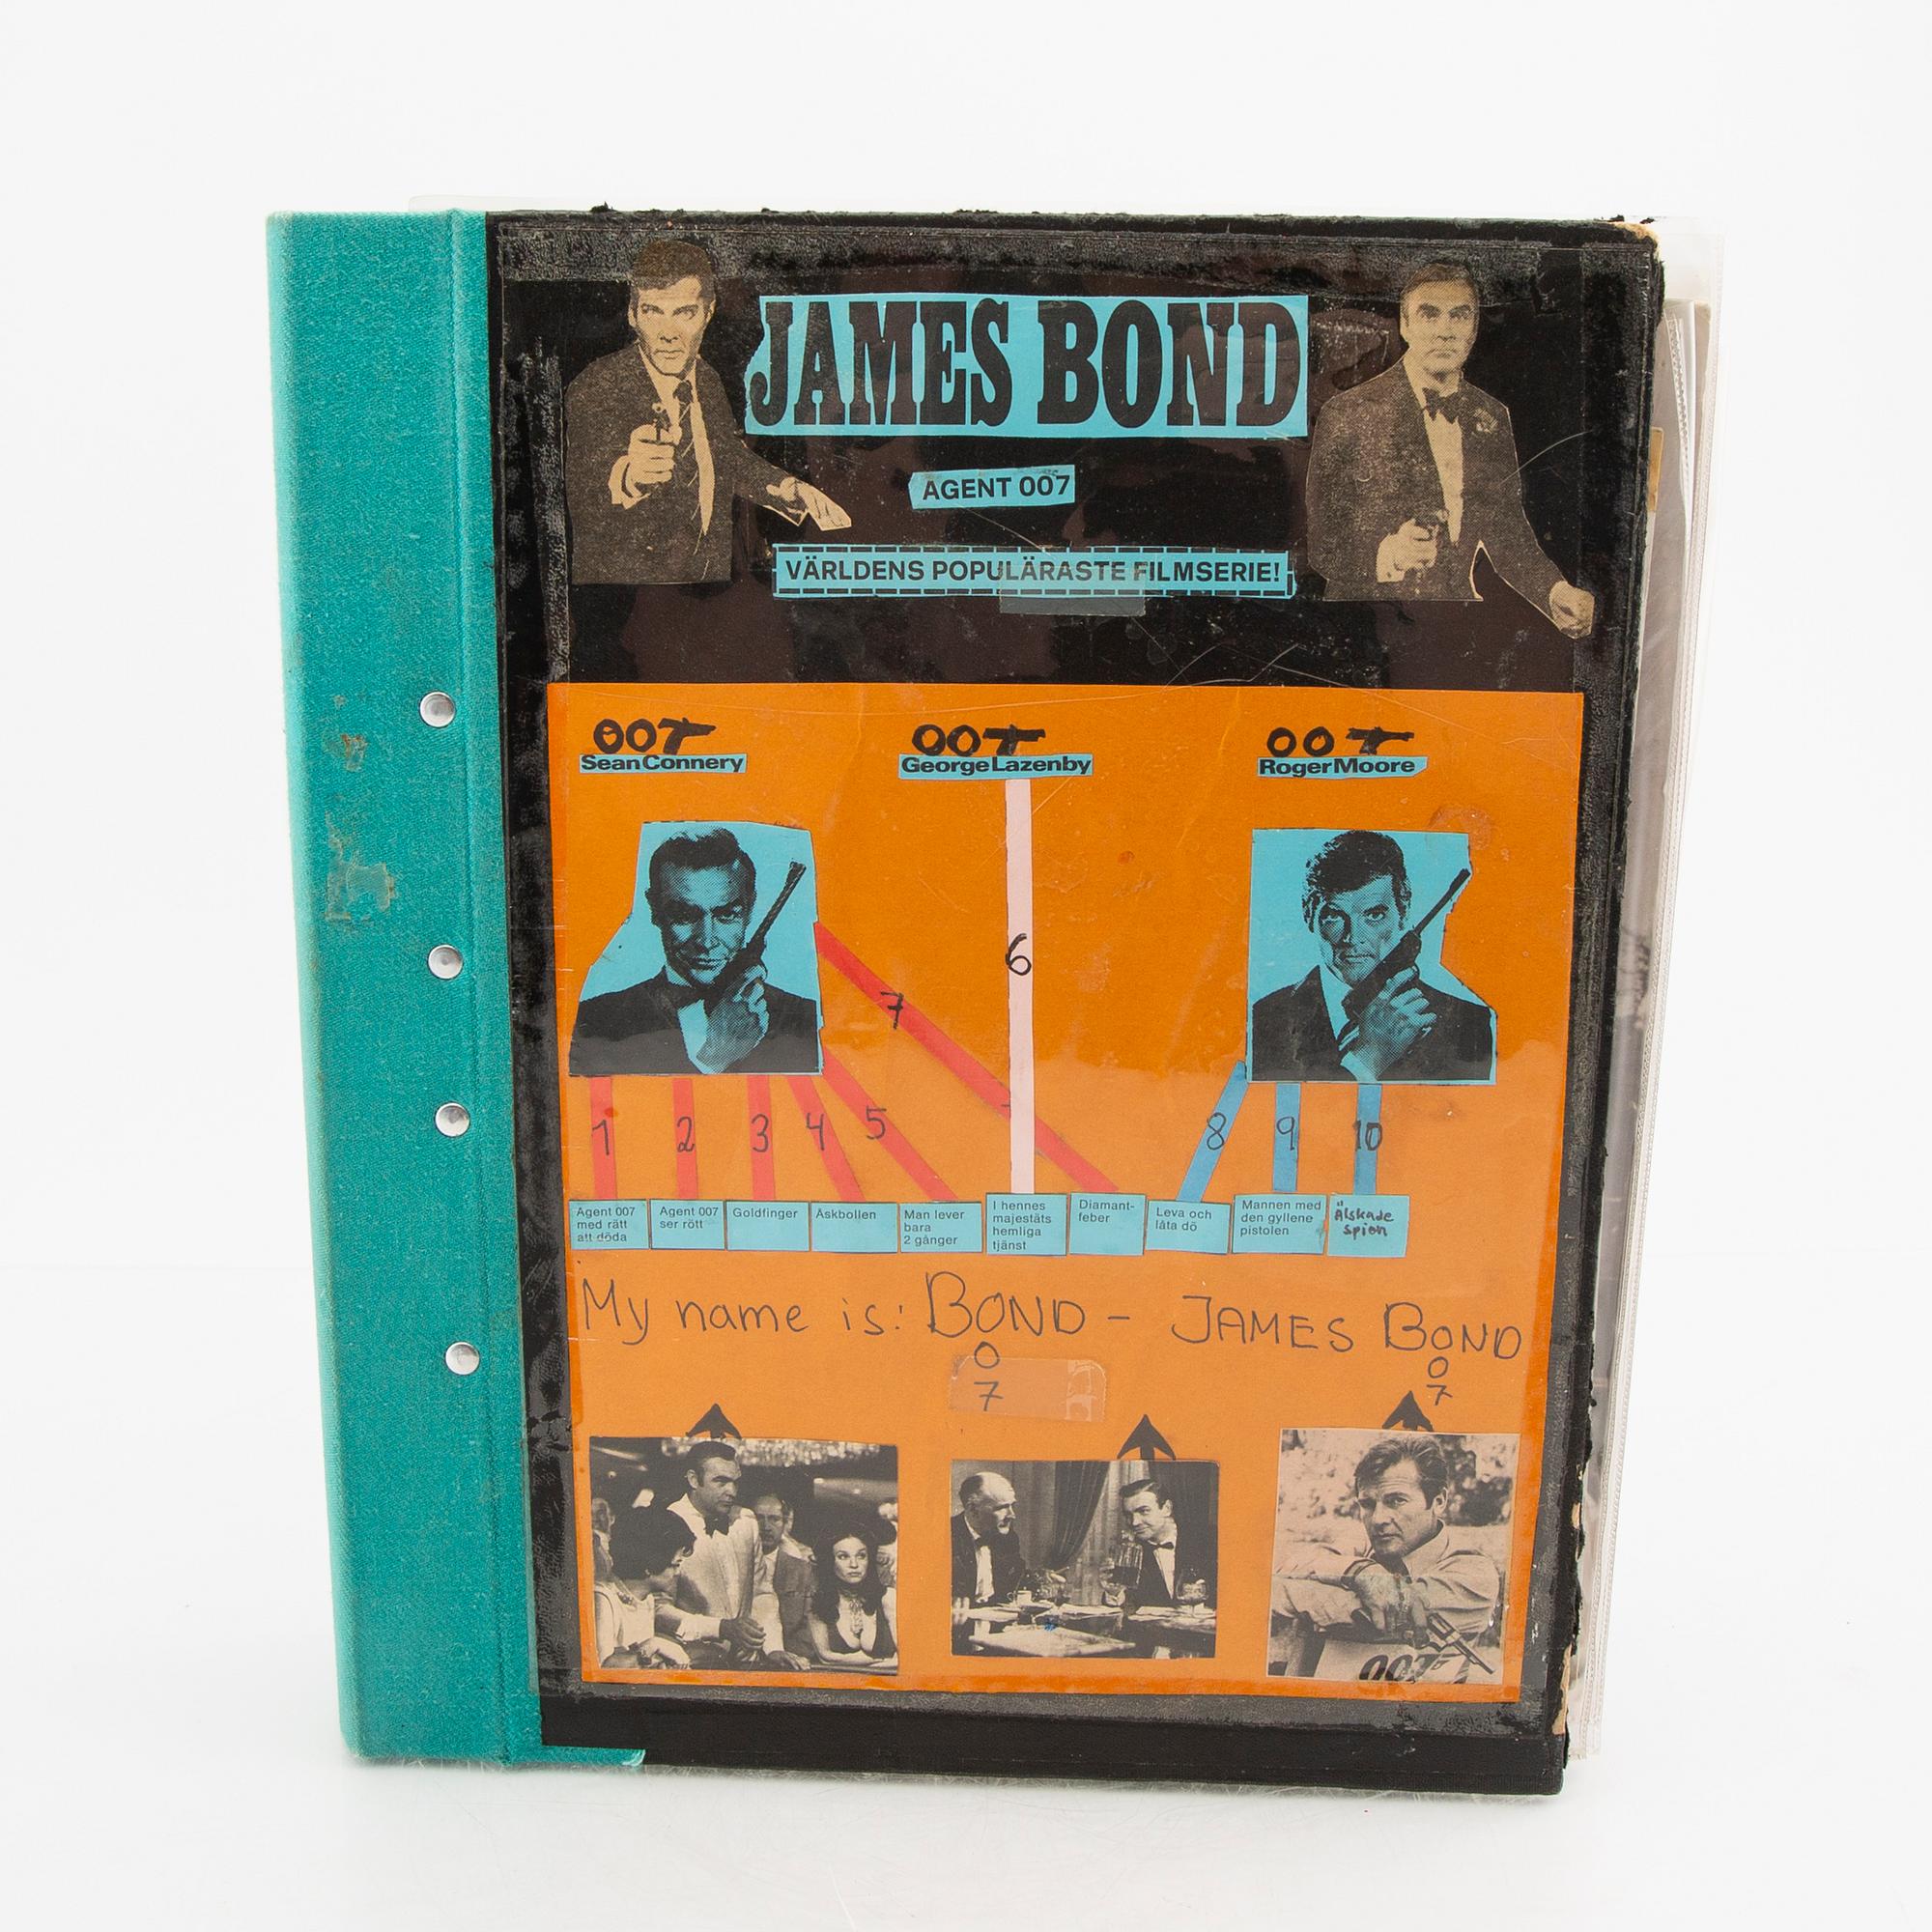 JAMES BOND
AGENT 007
VÄRLDENS POPULÄRASTE FILMSERIE!
007
Sean Connery
007
George Lazenby
007
Roger Moore
6
7
1
2
3
4
5
8
9
10
Agent 007
med rätt
att döda
Agent 007
ser rött
Goldfinger
Åskbollen
Man lever
bara
2 gånger
I hennes
majestäts
hemliga
tjänst
Diamant-
feber
Leva och
låta dö
Mannen med
den gyllene
pistolen
Älskade
spion
My name is: BOND - JAMES BOND
0
7
0
7
007